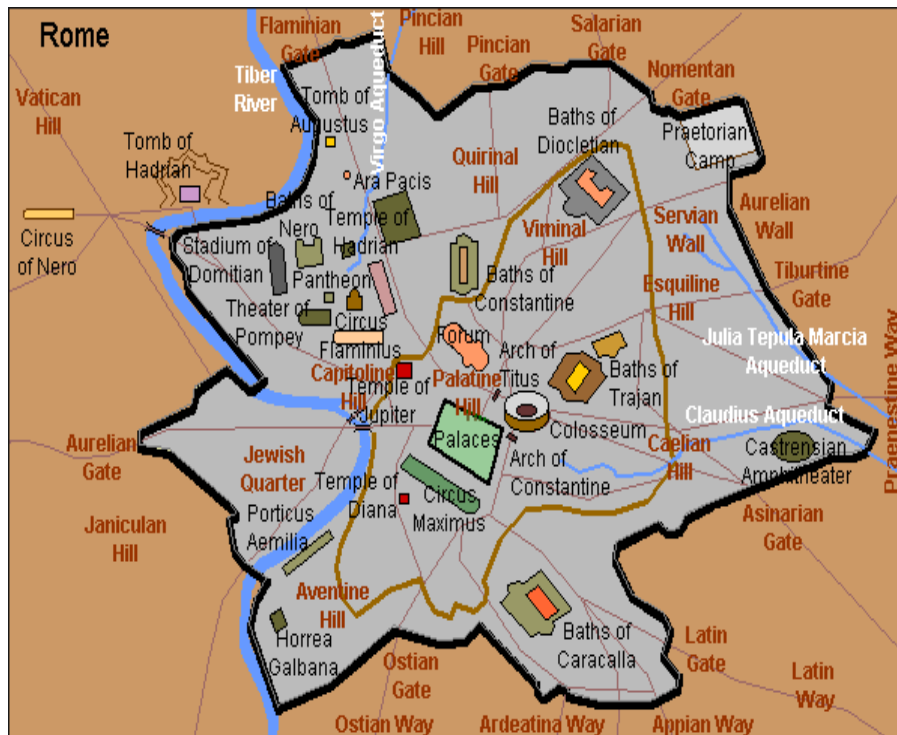 Rome
Flaminian
Gate
Pincian
Hill
Pincian
Gate
Salarian
Gate
Nomentan
Gate
Vatican
Hill
Tiber
River
Virgo Aqueduct
Tomb of
Augustus
Tomb of
Hadrian
Baths of
Diocletian
Praetorian
Camp
Quirinal
Hill
Ara Pacis
Circus
of Nero
Baths of
Nero
Temple of
Hadrian
Stadium of
Domitian
Pantheon
Viminal
Hill
Servian
Wall
Aurelian
Wall
Baths of
Constantine
Esquiline
Hill
Tiburtine
Gate
Theater of
Pompey
Circus
Flaminius
Forum
Arch of
Titus
Julia Tepula Marcia
Aqueduct
Capitoline
Hill
Temple of
Jupiter
Palatine
Hill
Baths of
Trajan
Praenestine Way
Claudius Aqueduct
Colosseum
Palaces
Aurelian
Gate
Jewish
Quarter
Caelian
Hill
Castrensian
Amphitheater
Arch of
Constantine
Temple of
Diana
Circus
Maximus
Janiculan
Hill
Porticus
Aemilia
Asinarian
Gate
Aventine
Hill
Horrea
Galbana
Baths of
Caracalla
Latin
Gate
Ostian
Gate
Latin
Way
Ostian Way
Ardeatina Way
Appian Way